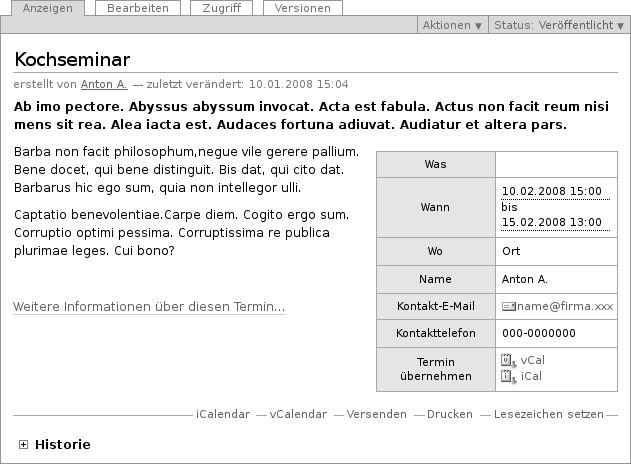 Anzeigen Bearbeiten Zugriff Versionen
Aktionen ▼ Status: Veröffentlicht ▼
Kochseminar
erstellt von Anton A. — zuletzt verändert: 10.01.2008 15:04
Ab imo pectore. Abyssus abyssum invocat. Acta est fabula. Actus non facit reum nisi
mens sit rea. Alea iacta est. Audaces fortuna adiuvat. Audiatur et altera pars.
Barba non facit philosophum,negue vile gerere pallium.
Bene docet, qui bene distinguit. Bis dat, qui cito dat.
Barbarus hic ego sum, quia non intellegor ulli.
Captatio benevolentiae.Carpe diem. Cogito ergo sum.
Corruptio optimi pessima. Corruptissima re publica
plurimae leges. Cui bono?
Weitere Informationen über diesen Termin...
Was
Wann
10.02.2008 15:00
bis
15.02.2008 13:00
Wo Ort
Name Anton A.
Kontakt-E-Mail name@firma.xxx
Kontakttelefon 000-0000000
Termin
übernehmen
vCal
iCal
iCalendar — vCalendar — Versenden — Drucken — Lesezeichen setzen —
Historie